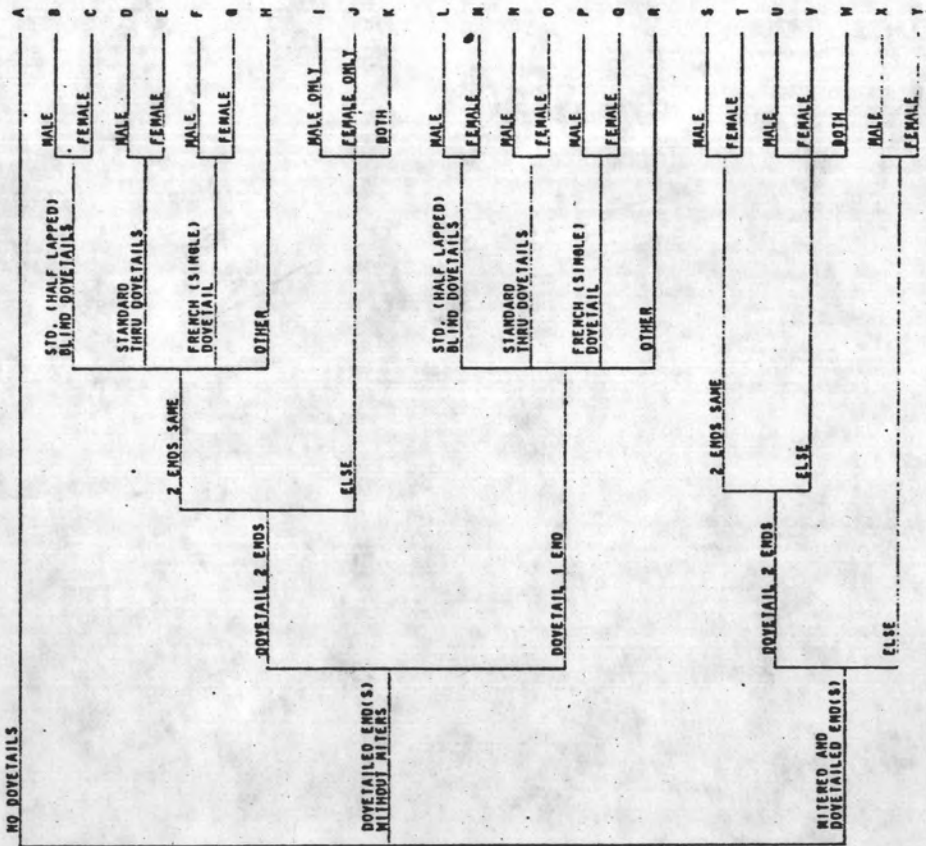 NO DOVETAILS A
STD. (HALF LAPPED)
BLIND DOVETAILS
MALE B
FEMALE
STANDARD
THRU DOVETAILS
MALE D
FEMALE E
2 ENDS SAME
FRENCH (SINGLE)
DOVETAIL
MALE F
FEMALE G
DOVETAIL 2 ENDS
OTHER H
MALE ONLY I
ELSE
FEMALE ONLY J
BOTH K
DOVETAILED END(S)
WITHOUT MITERS
STD. (HALF LAPPED)
BLIND DOVETAILS
MALE L
FEMALE M
STANDARD
THRU DOVETAILS
MALE N
FEMALE O
DOVETAIL 1 END
FRENCH (SINGLE)
DOVETAIL
MALE P
FEMALE Q
OTHER R
2 ENDS SAME
MALE S
FEMALE T
DOVETAIL 2 ENDS
MALE U
ELSE
FEMALE V
BOTH W
MITERED AND
DOVETAILED END(S)
MALE X
ELSE
FEMALE